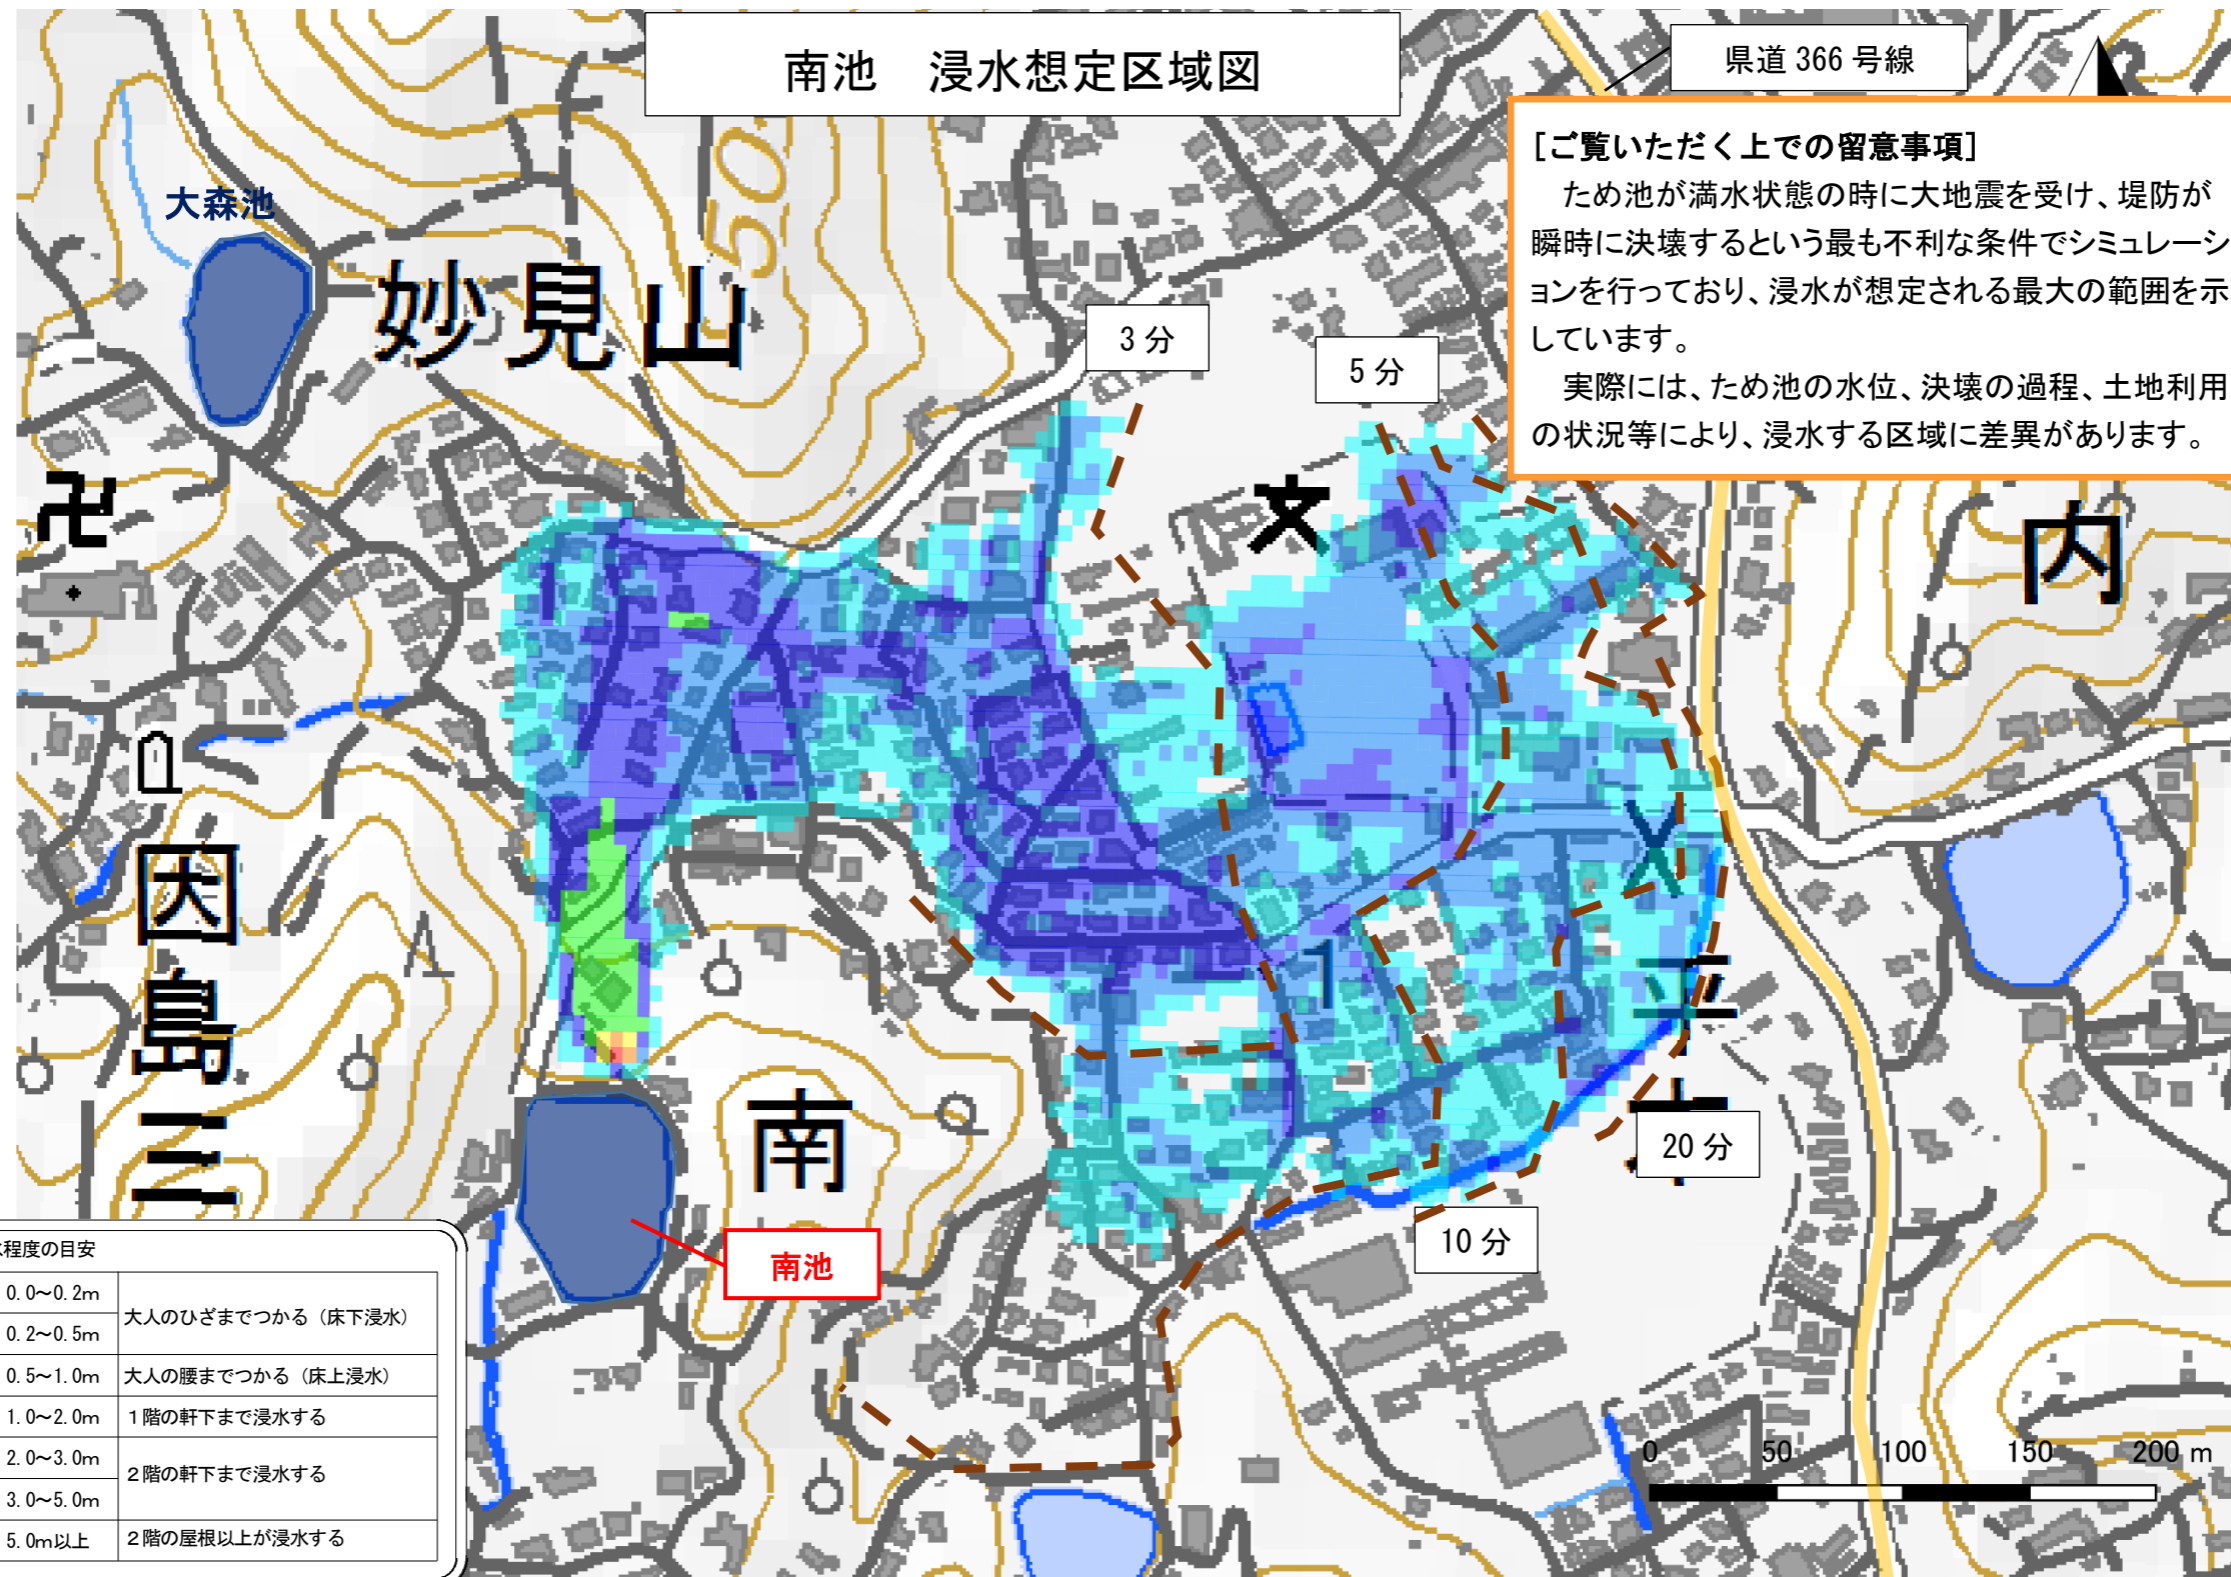 南池　浸水想定区域図
県道 366 号線
[ご覧いただく上での留意事項]
ため池が満水状態の時に大地震を受け、堤防が
瞬時に決壊するという最も不利な条件でシミュレーシ
ョンを行っており、浸水が想定される最大の範囲を示
しています。
実際には、ため池の水位、決壊の過程、土地利用
の状況等により、浸水する区域に差異があります。
大森池
50
妙見山
3 分
5 分
内
因島三
南
1
平
20 分
10 分
南池
程度の目安
0.0～0.2m
大人のひざまでつかる（床下浸水）
0.2～0.5m
0.5～1.0m 大人の腰までつかる（床上浸水）
1.0～2.0m １階の軒下まで浸水する
2.0～3.0m
２階の軒下まで浸水する
3.0～5.0m
5.0m以上 ２階の屋根以上が浸水する
0 50 100 150 200 m